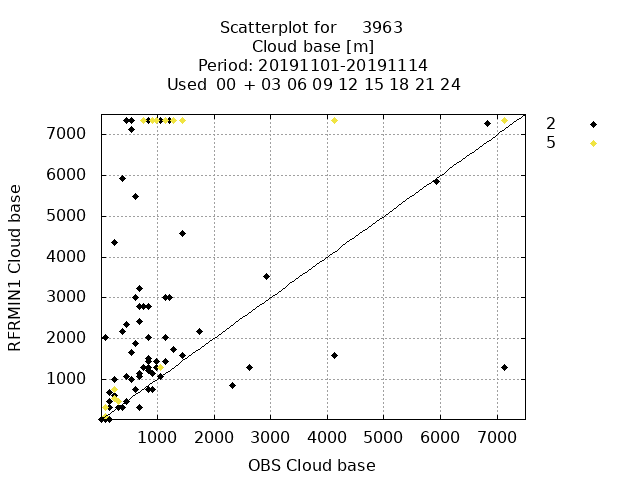 Scatterplot for 3963
Cloud base [m]
Period: 20191101-20191114
Used 00 + 03 06 09 12 15 18 21 24
2
5
7000
6000
5000
4000
3000
2000
1000
RFRMIN1 Cloud base
1000 2000 3000 4000 5000 6000 7000
OBS Cloud base